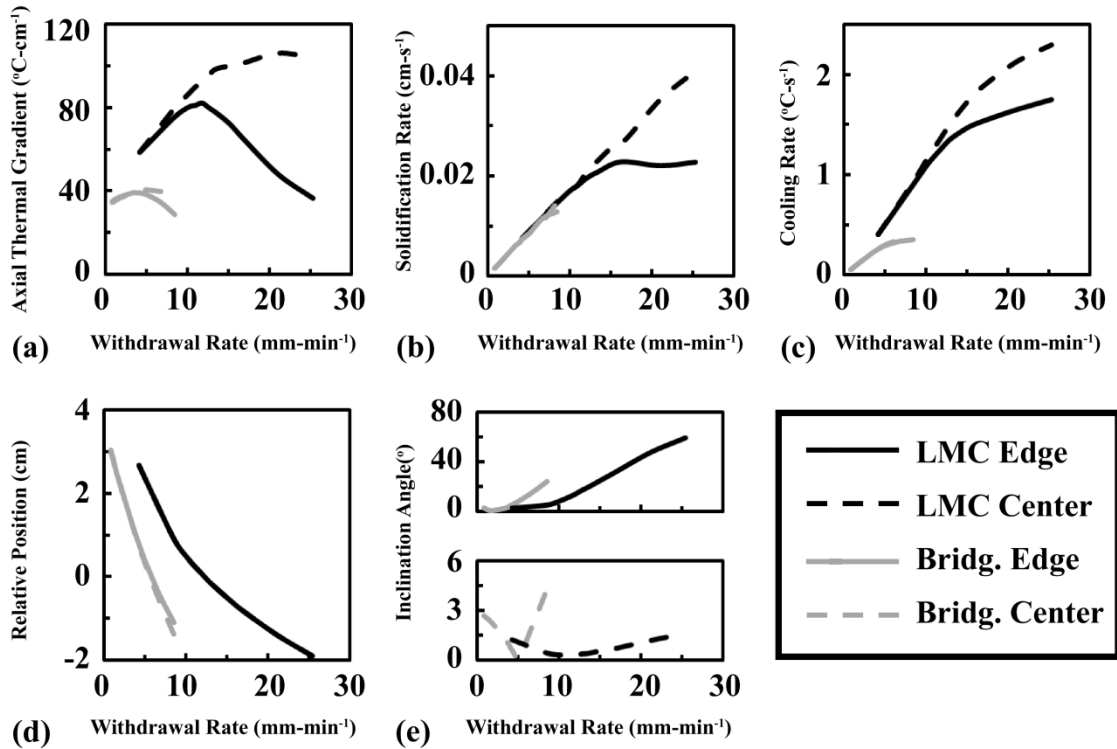 Axial Thermal Gradient (°C-cm⁻¹)
120
80
40
0
0 10 20 30
Withdrawal Rate (mm-min⁻¹)
(a)
Solidification Rate (cm-s⁻¹)
0.04
0.02
0
0 10 20 30
Withdrawal Rate (mm-min⁻¹)
(b)
Cooling Rate (°C-s⁻¹)
2
1
0
0 10 20 30
Withdrawal Rate (mm-min⁻¹)
(c)
Relative Position (cm)
4
2
0
-2
0 10 20 30
Withdrawal Rate (mm-min⁻¹)
(d)
Inclination Angle(°)
80
40
0
0 10 20 30
6
3
0
0 10 20 30
Withdrawal Rate (mm-min⁻¹)
(e)
LMC Edge
LMC Center
Bridg. Edge
Bridg. Center